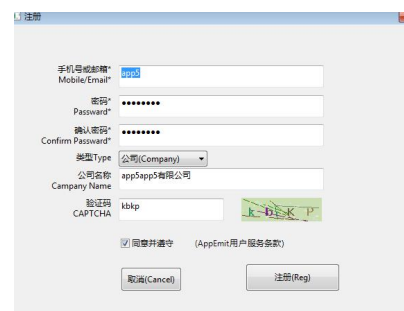 注册
手机号或邮箱*
Mobile/Email*
app5
密码*
Password*
••••••••
确认密码*
Confirm Password*
••••••••
类型Type
公司(Company)
公司名称
Campany Name
app5app5有限公司
验证码
CAPTCHA
kbkp
k b K P
同意并遵守 (AppEmit用户服务条款)
取消(Cancel)
注册(Reg)